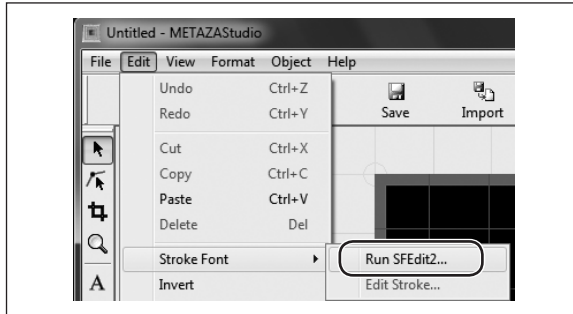 Untitled - METAZAStudio
File Edit View Format Object Help
Undo Ctrl+Z
Redo Ctrl+Y
Save Import
Cut Ctrl+X
Copy Ctrl+C
Paste Ctrl+V
Delete Del
Stroke Font Run SFEdit2...
A Invert Edit Stroke...